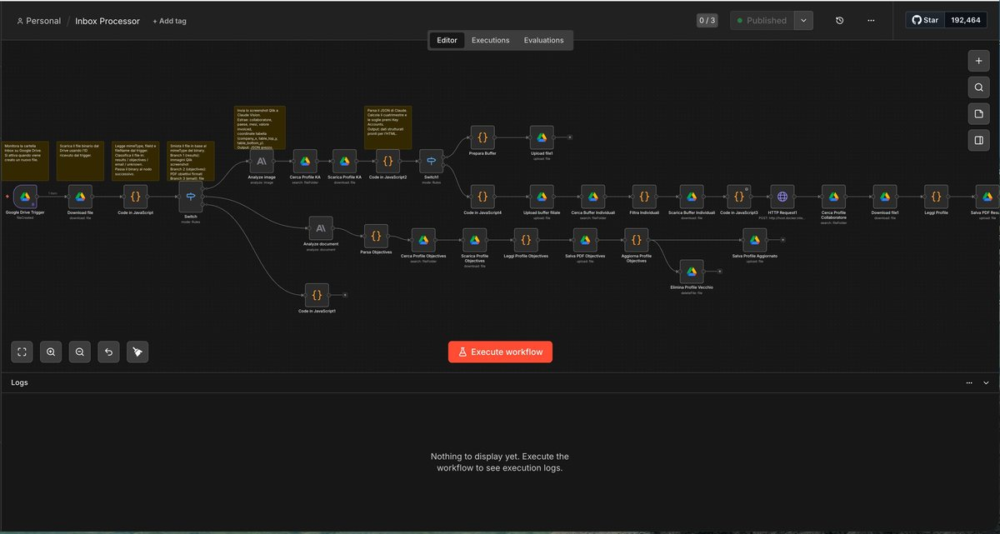 Personal / Inbox Processor + Add tag
0 / 3
Published
Star 192,464
Editor Executions Evaluations
Monitora la cartella
Inbox su Google Drive.
Si attiva quando viene
creato un nuovo file.
Scarica il file binario dal
Drive usando l'ID
ricevuto dal trigger.
Legge mimeType, fileId e
fileName dal trigger.
Classifica il file in:
results / objectives /
email / unknown.
Passa il binary al nodo
successivo.
Smista il file in base al
mimeType del binary.
Branch 1 (results):
immagini Qlik
screenshot
Branch 2 (objectives):
PDF obiettivi firmati
Branch 3 (email): file
Invia lo screenshot Qlik a
Claude Vision.
Estrae: collaboratore,
paese, mesi, valore
invoiced,
coordinate tabella
(company_x, table_top_y,
table_bottom_y).
Output: JSON grezzo
Parsa il JSON di Claude.
Calcola il quadrimestre e
le soglie premi Key
Accounts.
Output: dati strutturati
pronti per l'HTML.
Google Drive Trigger
fileCreated
1 item
Download file
download: file
Code in JavaScript
Switch
mode: Rules
Analyze image
analyze: image
Cerca Profile KA
search: fileFolder
Scarica Profile KA
download: file
Code in JavaScript2
Switch1
mode: Rules
Prepara Buffer
Upload file1
upload: file
Code in JavaScript4
Upload buffer filiale
upload: file
Cerca Buffer Individuali
search: fileFolder
Filtra Individuali
Scarica Buffer Individuali
download: file
Code in JavaScript3
HTTP Request1
POST: http://host.docker.inte...
Cerca Profile
Collaboratore
search: fileFolder
Download file1
download: file
Leggi Profile
Salva PDF Resu
upload: file
Analyze document
analyze: document
Parsa Objectives
Cerca Profile Objectives
search: fileFolder
Scarica Profile
Objectives
download: file
Leggi Profile Objectives
Salva PDF Objectives
upload: file
Aggiorna Profile
Objectives
Salva Profile Aggiornato
upload: file
Elimina Profile Vecchio
deleteFile: file
Code in JavaScript1
Execute workflow
Logs
Nothing to display yet. Execute the
workflow to see execution logs.